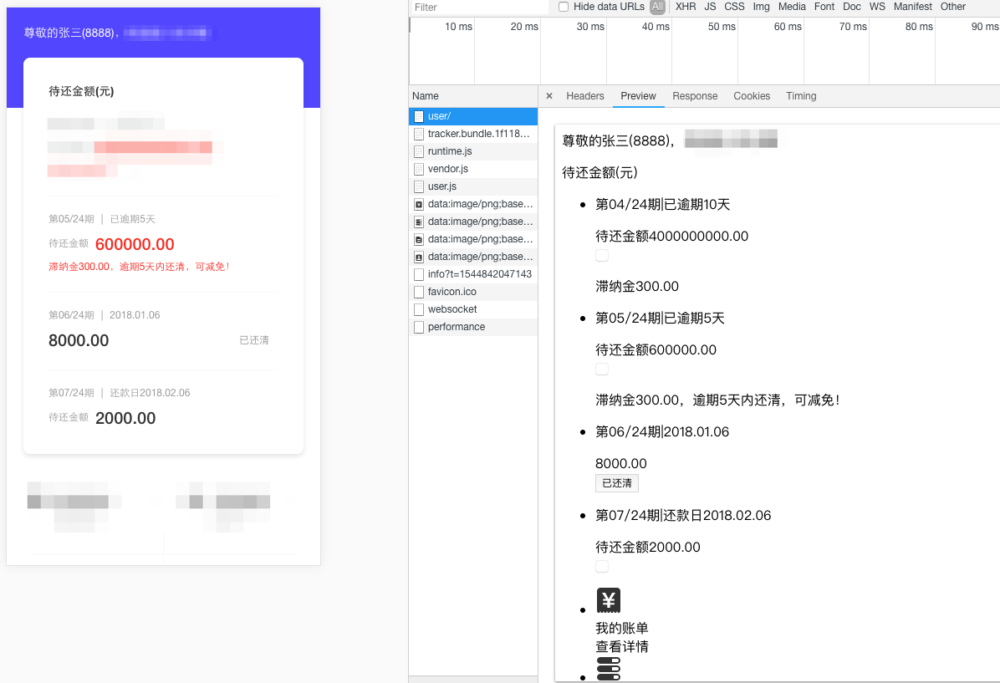 尊敬的张三(8888),
待还金额(元)
第05/24期 | 已逾期5天
待还金额 600000.00
滞纳金300.00，逾期5天内还清，可减免！
第06/24期 | 2018.01.06
8000.00 已还清
第07/24期 | 还款日2018.02.06
待还金额 2000.00
Filter Hide data URLs All XHR JS CSS Img Media Font Doc WS Manifest Other
10 ms 20 ms 30 ms 40 ms 50 ms 60 ms 70 ms 80 ms 90 ms
Name
user/
tracker.bundle.1f118...
runtime.js
vendor.js
user.js
data:image/png;base...
data:image/png;base...
data:image/png;base...
data:image/png;base...
info?t=1544842047143
favicon.ico
websocket
performance
× Headers Preview Response Cookies Timing
尊敬的张三(8888)，
待还金额(元)
第04/24期|已逾期10天
待还金额4000000000.00
滞纳金300.00
第05/24期|已逾期5天
待还金额600000.00
滞纳金300.00，逾期5天内还清，可减免！
第06/24期|2018.01.06
8000.00
已还清
第07/24期|还款日2018.02.06
待还金额2000.00
¥
我的账单
查看详情